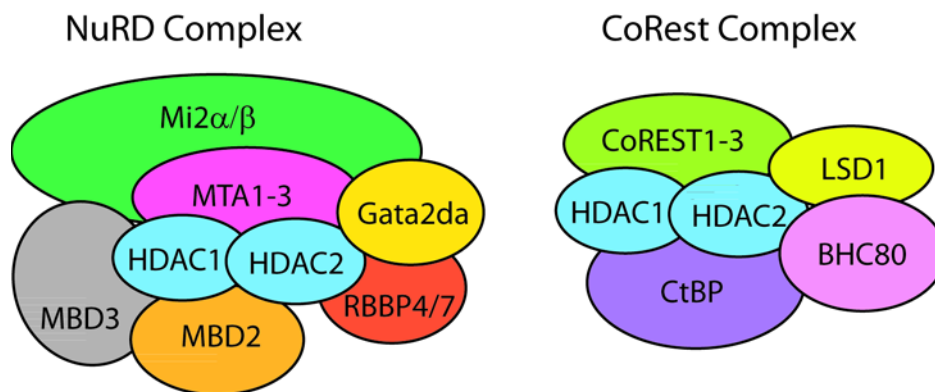 NuRD Complex
Mi2α/β
MTA1-3
Gata2da
HDAC1
HDAC2
MBD3
RBBP4/7
MBD2
CoRest Complex
CoREST1-3
LSD1
HDAC1
HDAC2
BHC80
CtBP